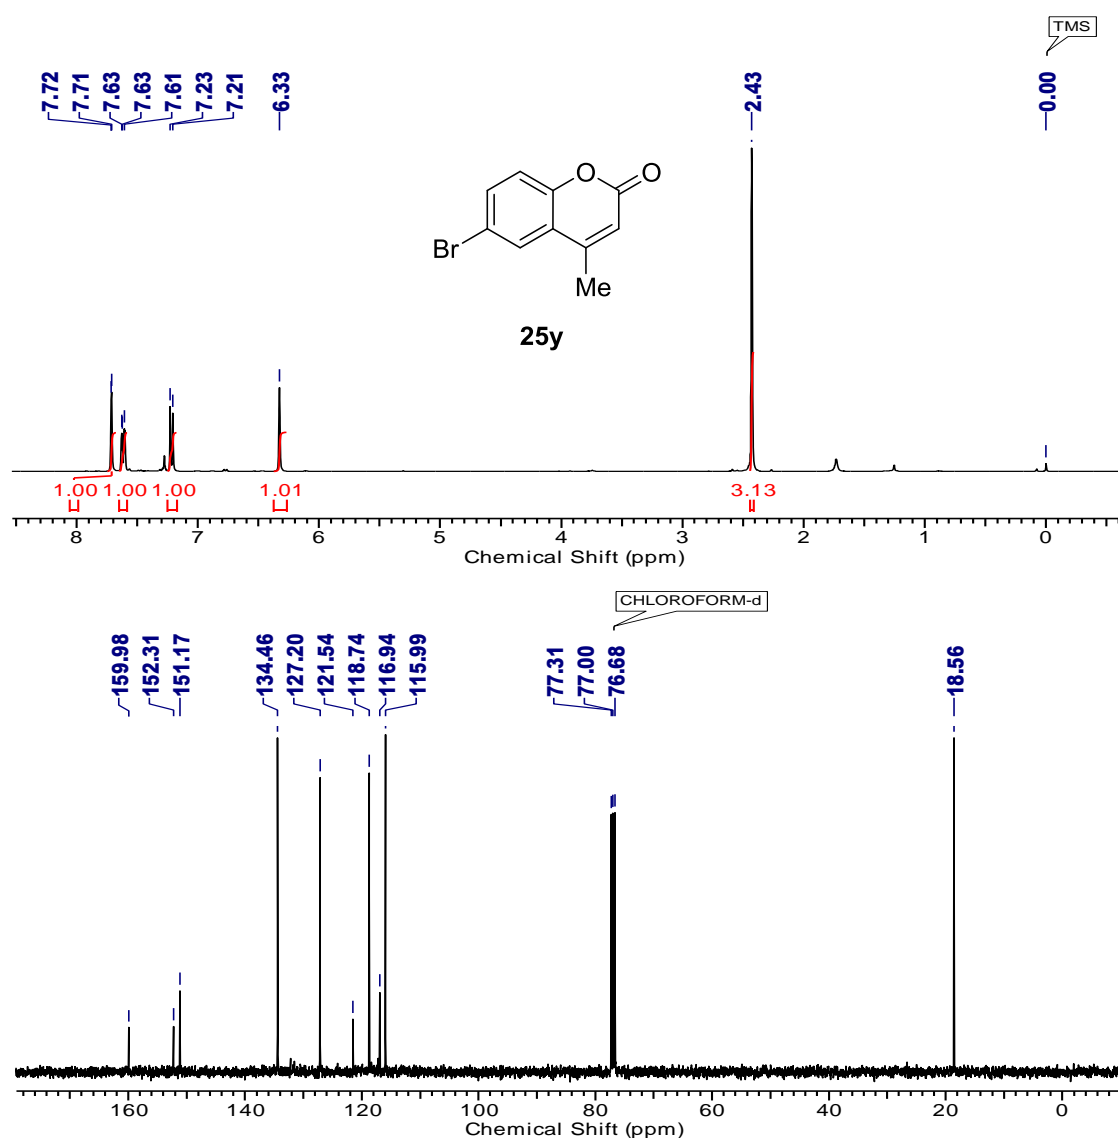 TMS
7.72
7.71
7.63
7.63
7.61
7.23
7.21
6.33
2.43
0.00
O
O
Br
Me
25y
1.00 1.00 1.00 1.01 3.13
8 7 6 5 4 3 2 1 0
Chemical Shift (ppm)
CHLOROFORM-d
159.98
152.31
151.17
134.46
127.20
121.54
118.74
116.94
115.99
77.31
77.00
76.68
18.56
160 140 120 100 80 60 40 20 0
Chemical Shift (ppm)